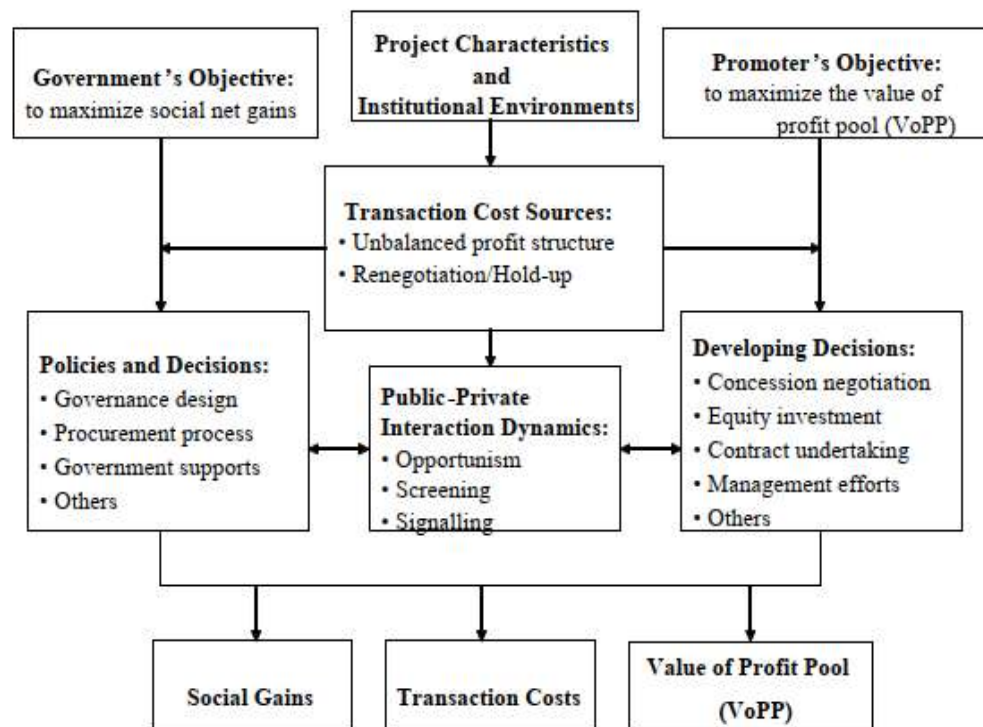 Government's Objective:
to maximize social net gains
Project Characteristics
and
Institutional Environments
Promoter's Objective:
to maximize the value of
profit pool (VoPP)
Transaction Cost Sources:
• Unbalanced profit structure
• Renegotiation/Hold-up
Policies and Decisions:
• Governance design
• Procurement process
• Government supports
• Others
Public-Private
Interaction Dynamics:
• Opportunism
• Screening
• Signalling
Developing Decisions:
• Concession negotiation
• Equity investment
• Contract undertaking
• Management efforts
• Others
Social Gains
Transaction Costs
Value of Profit Pool
(VoPP)